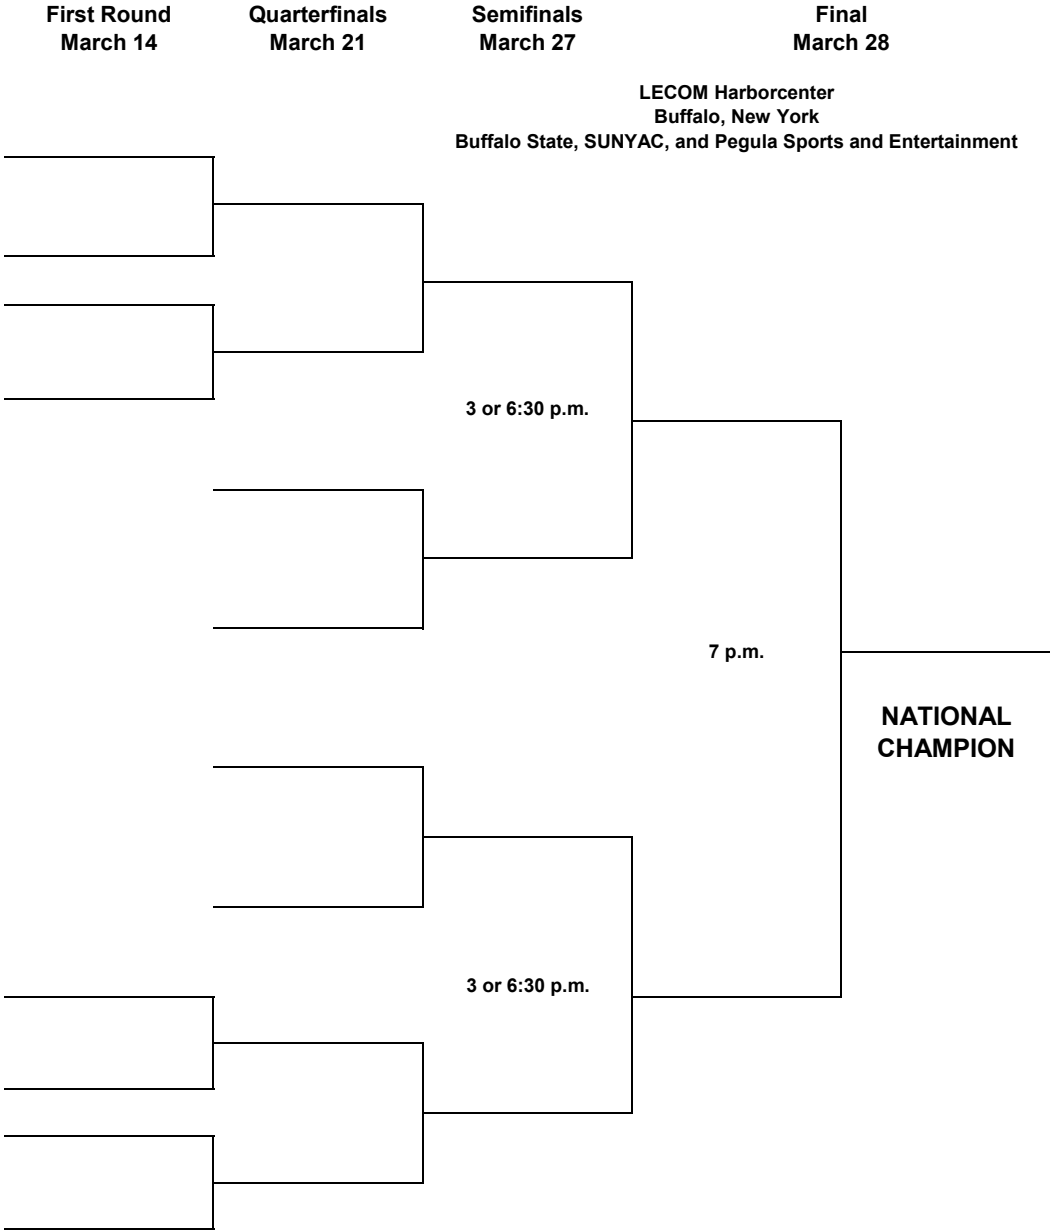 First Round
March 14
Quarterfinals
March 21
Semifinals
March 27
Final
March 28
LECOM Harborcenter
Buffalo, New York
Buffalo State, SUNYAC, and Pegula Sports and Entertainment
3 or 6:30 p.m.
7 p.m.
NATIONAL
CHAMPION
3 or 6:30 p.m.